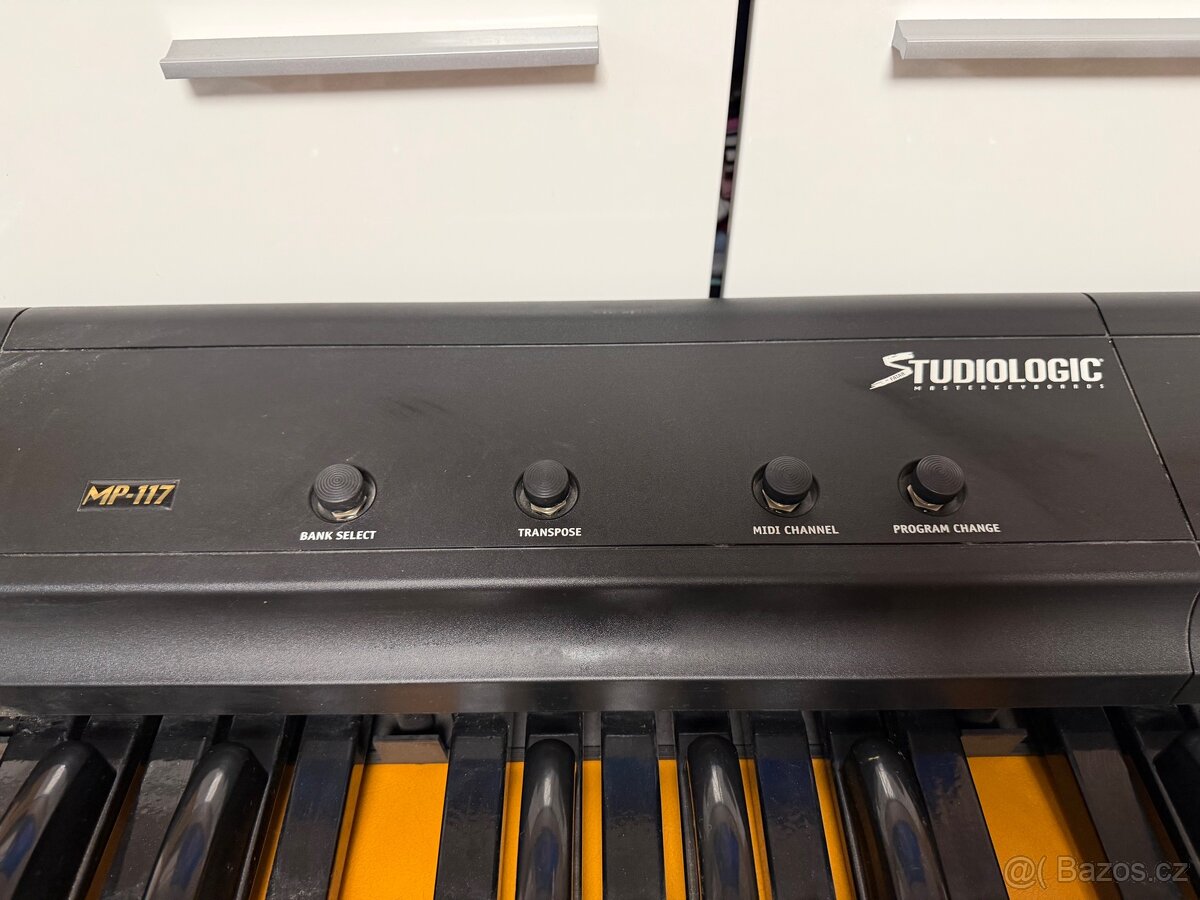 STUDIOLOGIC
MASTERKEYBOARDS
MP-117
BANK SELECT
TRANSPOSE
MIDI CHANNEL
PROGRAM CHANGE
Bazos.cz